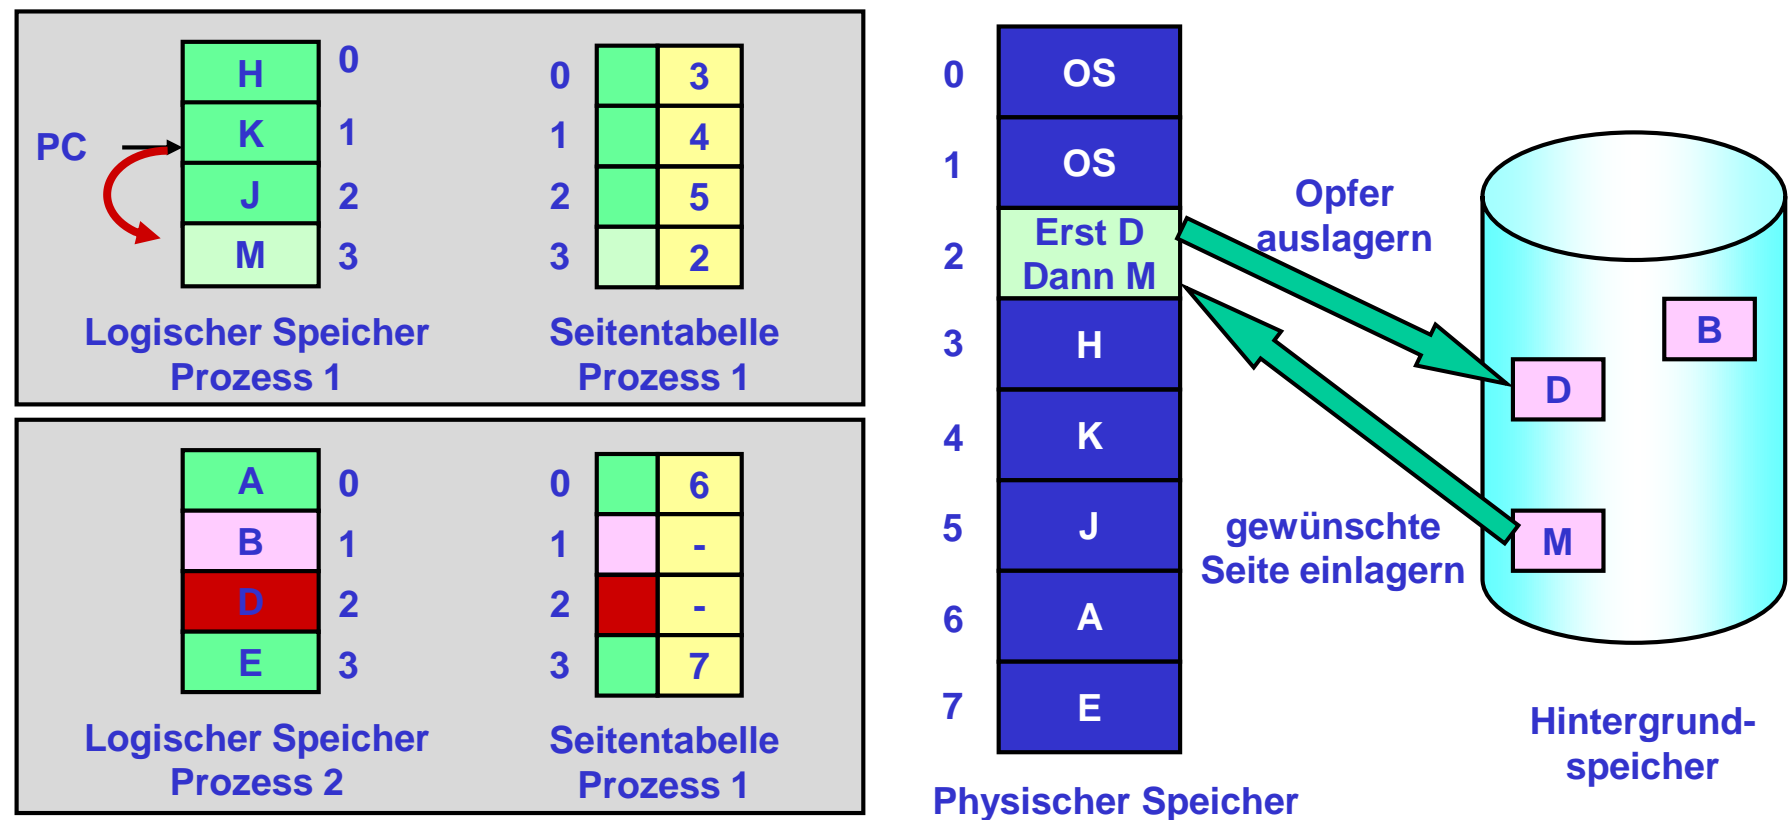 PC
H 0
K 1
J 2
M 3
Logischer Speicher
Prozess 1
0 3
1 4
2 5
3 2
Seitentabelle
Prozess 1
A 0
B 1
D 2
E 3
Logischer Speicher
Prozess 2
0 6
1 -
2 -
3 7
Seitentabelle
Prozess 1
0 OS
1 OS
2 Erst D
Dann M
3 H
4 K
5 J
6 A
7 E
Physischer Speicher
Opfer
auslagern
gewünschte
Seite einlagern
B
D
M
Hintergrund-
speicher